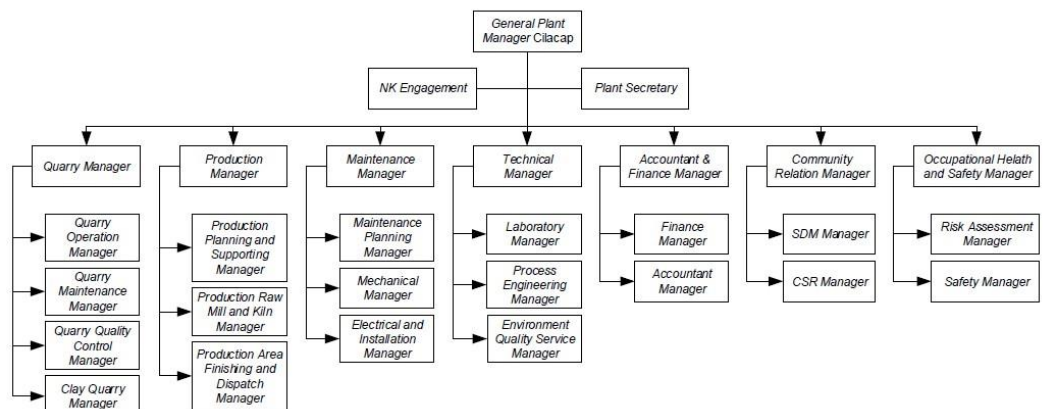 General Plant
Manager Cilacap
NK Engagement
Plant Secretary
Quarry Manager
Production
Manager
Maintenance
Manager
Technical
Manager
Accountant &
Finance Manager
Community
Relation Manager
Occupational Helath
and Safety Manager
Quarry
Operation
Manager
Quarry
Maintenance
Manager
Quarry Quality
Control
Manager
Clay Quarry
Manager
Production
Planning and
Supporting
Manager
Production Raw
Mill and Kiln
Manager
Production Area
Finishing and
Dispatch
Manager
Maintenance
Planning
Manager
Mechanical
Manager
Electrical and
Installation
Manager
Laboratory
Manager
Process
Engineering
Manager
Environment
Quality Service
Manager
Finance
Manager
Accountant
Manager
SDM Manager
CSR Manager
Risk Assessment
Manager
Safety Manager